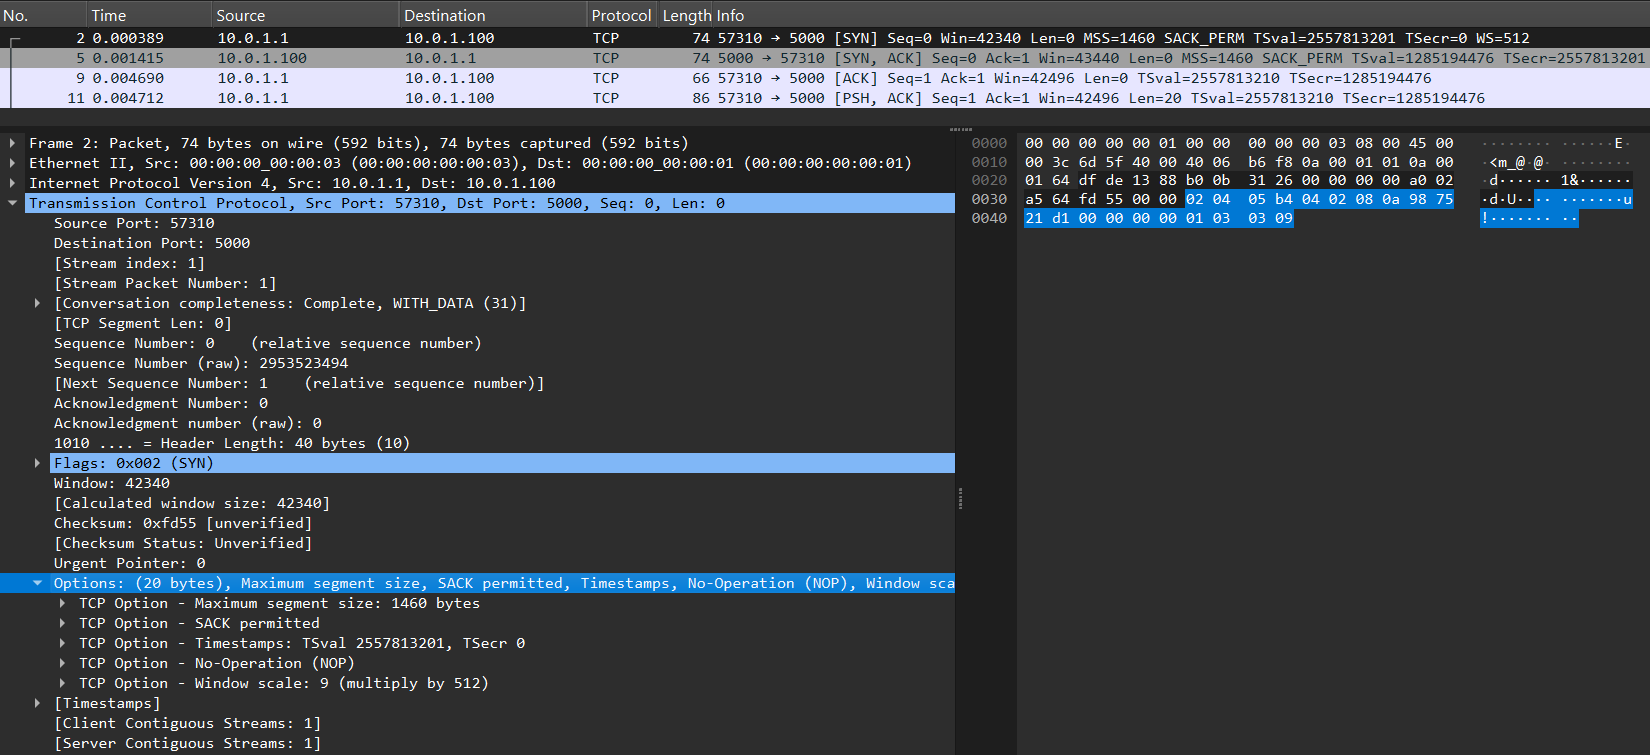 No. Time Source Destination Protocol Length Info
2 0.000389 10.0.1.1 10.0.1.100 TCP 74 57310 → 5000 [SYN] Seq=0 Win=42340 Len=0 MSS=1460 SACK_PERM TSval=2557813201 TSecr=0 WS=512
5 0.001415 10.0.1.100 10.0.1.1 TCP 74 5000 → 57310 [SYN, ACK] Seq=0 Ack=1 Win=43440 Len=0 MSS=1460 SACK_PERM TSval=1285194476 TSecr=2557813201
9 0.004690 10.0.1.1 10.0.1.100 TCP 66 57310 → 5000 [ACK] Seq=1 Ack=1 Win=42496 Len=0 TSval=2557813210 TSecr=1285194476
11 0.004712 10.0.1.1 10.0.1.100 TCP 86 57310 → 5000 [PSH, ACK] Seq=1 Ack=1 Win=42496 Len=20 TSval=2557813210 TSecr=1285194476
Frame 2: Packet, 74 bytes on wire (592 bits), 74 bytes captured (592 bits)
Ethernet II, Src: 00:00:00_00:00:03 (00:00:00:00:00:03), Dst: 00:00:00_00:00:01 (00:00:00:00:00:01)
Internet Protocol Version 4, Src: 10.0.1.1, Dst: 10.0.1.100
Transmission Control Protocol, Src Port: 57310, Dst Port: 5000, Seq: 0, Len: 0
Source Port: 57310
Destination Port: 5000
[Stream index: 1]
[Stream Packet Number: 1]
[Conversation completeness: Complete, WITH_DATA (31)]
[TCP Segment Len: 0]
Sequence Number: 0 (relative sequence number)
Sequence Number (raw): 2953523494
[Next Sequence Number: 1 (relative sequence number)]
Acknowledgment Number: 0
Acknowledgment number (raw): 0
1010 .... = Header Length: 40 bytes (10)
Flags: 0x002 (SYN)
Window: 42340
[Calculated window size: 42340]
Checksum: 0xfd55 [unverified]
[Checksum Status: Unverified]
Urgent Pointer: 0
Options: (20 bytes), Maximum segment size, SACK permitted, Timestamps, No-Operation (NOP), Window sca
TCP Option - Maximum segment size: 1460 bytes
TCP Option - SACK permitted
TCP Option - Timestamps: TSval 2557813201, TSecr 0
TCP Option - No-Operation (NOP)
TCP Option - Window scale: 9 (multiply by 512)
[Timestamps]
[Client Contiguous Streams: 1]
[Server Contiguous Streams: 1]
0000 00 00 00 00 00 01 00 00 00 00 00 03 08 00 45 00 ········ ······E·
0010 00 3c 6d 5f 40 00 40 06 b6 f8 0a 00 01 01 0a 00 ·<m_@·@· ········
0020 01 64 df de 13 88 b0 0b 31 26 00 00 00 00 a0 02 ·d······ 1&······
0030 a5 64 fd 55 00 00 02 04 05 b4 04 02 08 0a 98 75 ·d·U···· ·······u
0040 21 d1 00 00 00 00 01 03 03 09 !······· ··